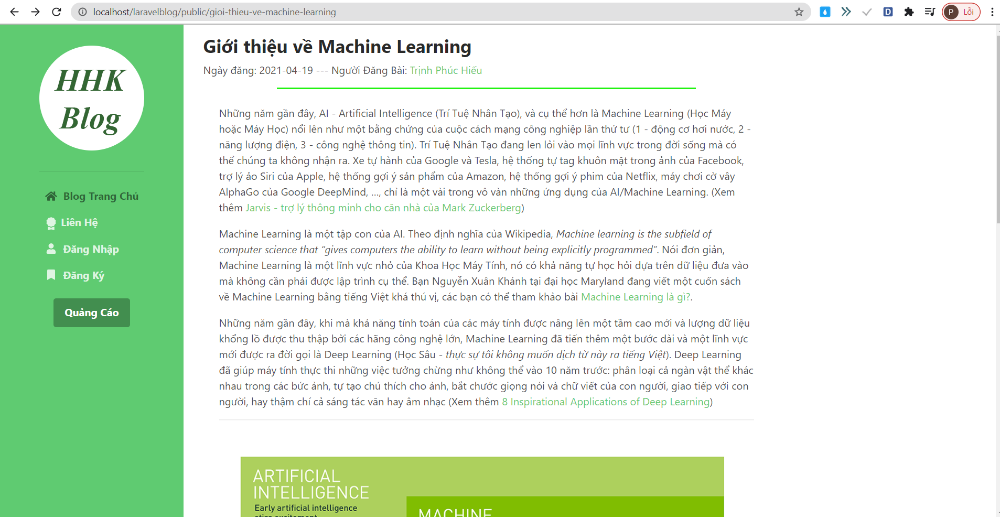 localhost/laravelblog/public/gioi-thieu-ve-machine-learning
D
P
Lỗi
HHK
Blog
Blog Trang Chủ
Liên Hệ
Đăng Nhập
Đăng Ký
Quảng Cáo
Giới thiệu về Machine Learning
Ngày đăng: 2021-04-19 --- Người Đăng Bài: Trịnh Phúc Hiếu
Những năm gần đây, AI - Artificial Intelligence (Trí Tuệ Nhân Tạo), và cụ thể hơn là Machine Learning (Học Máy
hoặc Máy Học) nổi lên như một bằng chứng của cuộc cách mạng công nghiệp lần thứ tư (1 - động cơ hơi nước, 2 -
năng lượng điện, 3 - công nghệ thông tin). Trí Tuệ Nhân Tạo đang len lỏi vào mọi lĩnh vực trong đời sống mà có
thể chúng ta không nhận ra. Xe tự hành của Google và Tesla, hệ thống tự tag khuôn mặt trong ảnh của Facebook,
trợ lý ảo Siri của Apple, hệ thống gợi ý sản phẩm của Amazon, hệ thống gợi ý phim của Netflix, máy chơi cờ vây
AlphaGo của Google DeepMind, …, chỉ là một vài trong vô vàn những ứng dụng của AI/Machine Learning. (Xem
thêm Jarvis - trợ lý thông minh cho căn nhà của Mark Zuckerberg)
Machine Learning là một tập con của AI. Theo định nghĩa của Wikipedia, Machine learning is the subfield of
computer science that “gives computers the ability to learn without being explicitly programmed”. Nói đơn giản,
Machine Learning là một lĩnh vực nhỏ của Khoa Học Máy Tính, nó có khả năng tự học hỏi dựa trên dữ liệu đưa vào
mà không cần phải được lập trình cụ thể. Bạn Nguyễn Xuân Khánh tại đại học Maryland đang viết một cuốn sách
về Machine Learning bằng tiếng Việt khá thú vị, các bạn có thể tham khảo bài Machine Learning là gì?.
Những năm gần đây, khi mà khả năng tính toán của các máy tính được nâng lên một tầm cao mới và lượng dữ liệu
khổng lồ được thu thập bởi các hãng công nghệ lớn, Machine Learning đã tiến thêm một bước dài và một lĩnh vực
mới được ra đời gọi là Deep Learning (Học Sâu - thực sự tôi không muốn dịch từ này ra tiếng Việt). Deep Learning
đã giúp máy tính thực thi những việc tưởng chừng như không thể vào 10 năm trước: phân loại cả ngàn vật thể khác
nhau trong các bức ảnh, tự tạo chú thích cho ảnh, bắt chước giọng nói và chữ viết của con người, giao tiếp với con
người, hay thậm chí cả sáng tác văn hay âm nhạc (Xem thêm 8 Inspirational Applications of Deep Learning)
ARTIFICIAL
INTELLIGENCE
Early artificial intelligence
stirs excitement
MACHINE